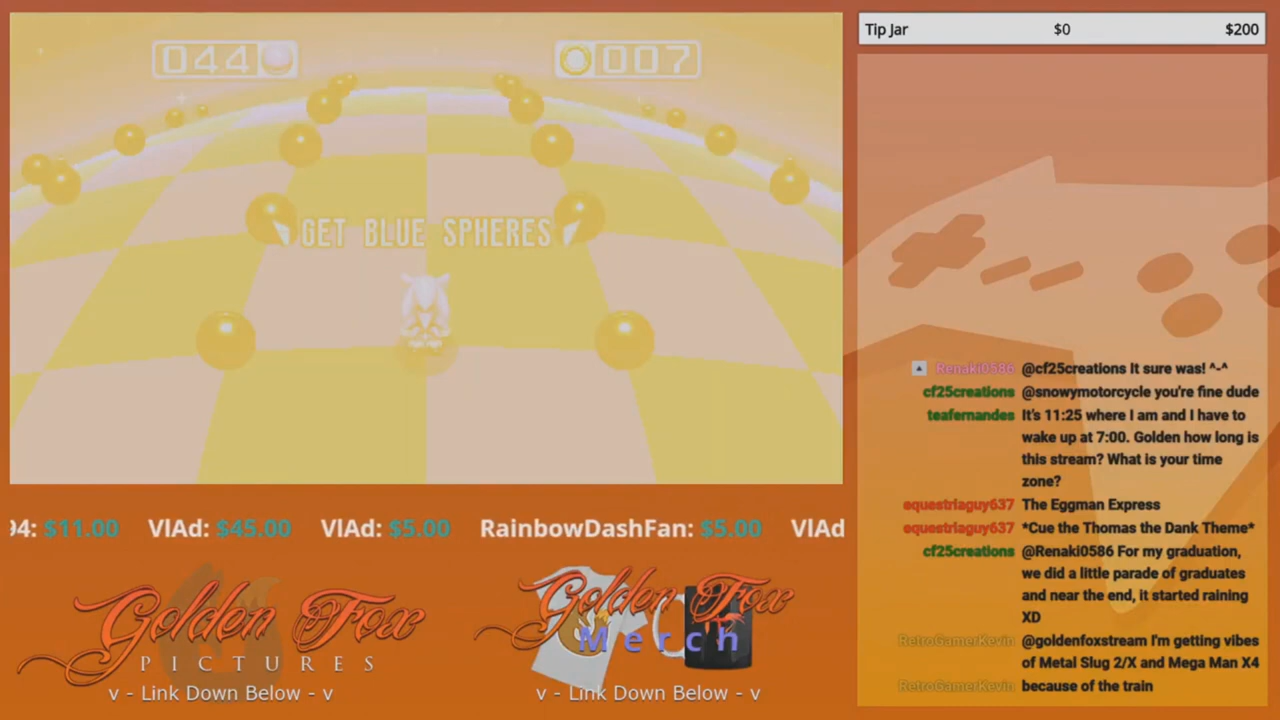 044
007
GET BLUE SPHERES
Tip Jar $0 $200
Renaki0586 @cf25creations It sure was! ^-^
cf25creations @snowymotorcycle you're fine dude
teafernandes It's 11:25 where I am and I have to
wake up at 7:00. Golden how long is
this stream? What is your time
zone?
equestriaguy637 The Eggman Express
equestriaguy637 *Cue the Thomas the Dank Theme*
cf25creations @Renaki0586 For my graduation,
we did a little parade of graduates
and near the end, it started raining
XD
RetroGamerKevin @goldenfoxstream I'm getting vibes
of Metal Slug 2/X and Mega Man X4
RetroGamerKevin because of the train
94: $11.00 VlAd: $45.00 VlAd: $5.00 RainbowDashFan: $5.00 VlAd
Golden Fox
PICTURES
v - Link Down Below - v
Golden Fox
Merch
v - Link Down Below - v